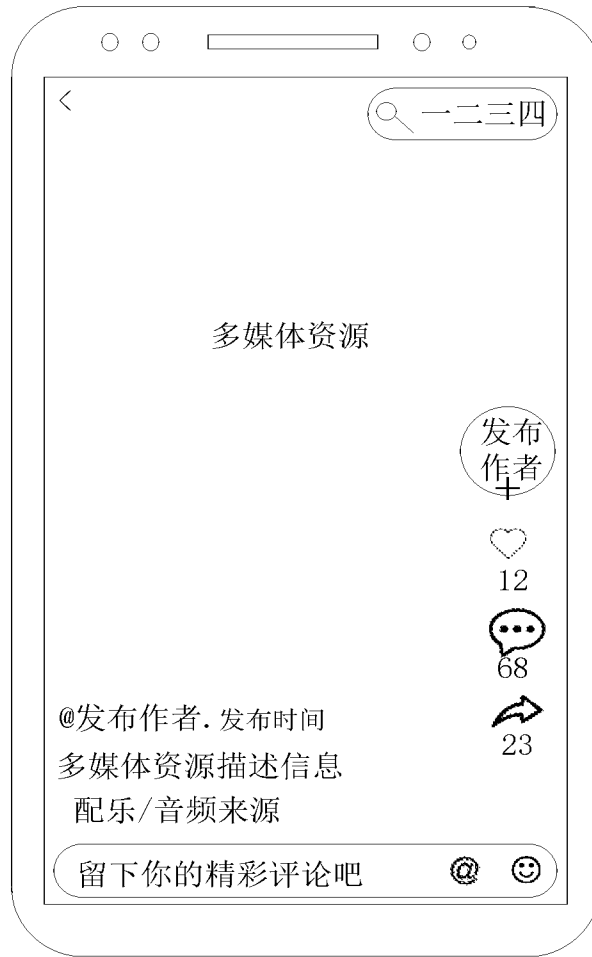 一二三四
多媒体资源
发布
作者
12
68
23
@发布作者.发布时间
多媒体资源描述信息
配乐/音频来源
留下你的精彩评论吧 @